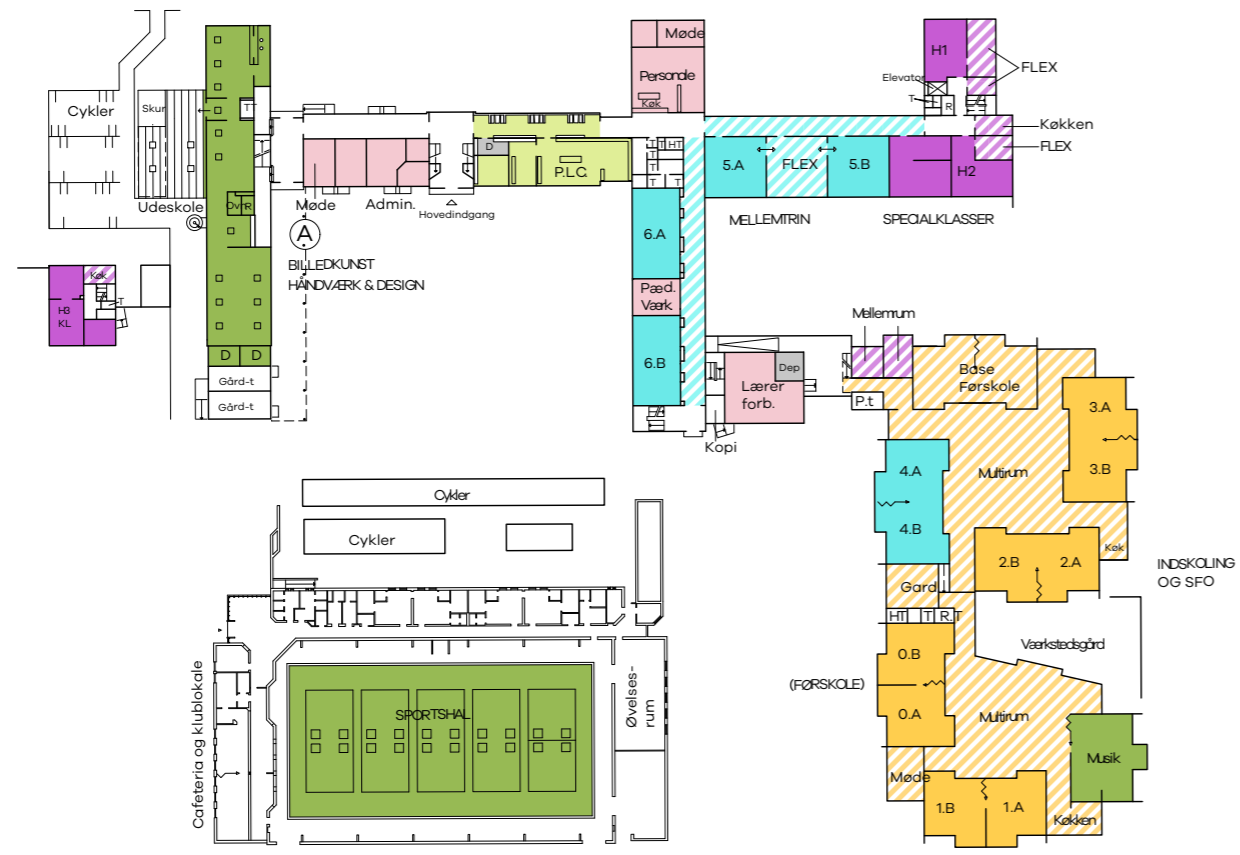 Møde
Personale
Køk
H1
FLEX
Elevator
T
R
Køkken
FLEX
Cykler
Skur
T
D
P.L.C.
T
T
HT
T
T
T
T
5.A
FLEX
5.B
H2
Udeskole
Ovn
R
Møde
Admin.
Hovedindgang
MELLEMTRIN
SPECIALKLASSER
A
BILLEDKUNST
HÅNDVÆRK & DESIGN
6.A
Pæd.
Værk.
6.B
Køk
T
H3
KL
D
D
Gård-t
Gård-t
Mellemrum
Dep
Lærer
forb.
Kopi
P.t
Base
Førskole
3.A
3.B
4.A
4.B
Multirum
Køk
2.B
2.A
INDSKOLING
OG SFO
Gard.
HT
T
R.T
Værkstedsgård
0.B
(FØRSKOLE)
0.A
Multirum
Musik
Møde
1.B
1.A
Køkken
Cykler
Cykler
SPORTSHAL
Øvelses-
rum
Cafeteria og klublokale